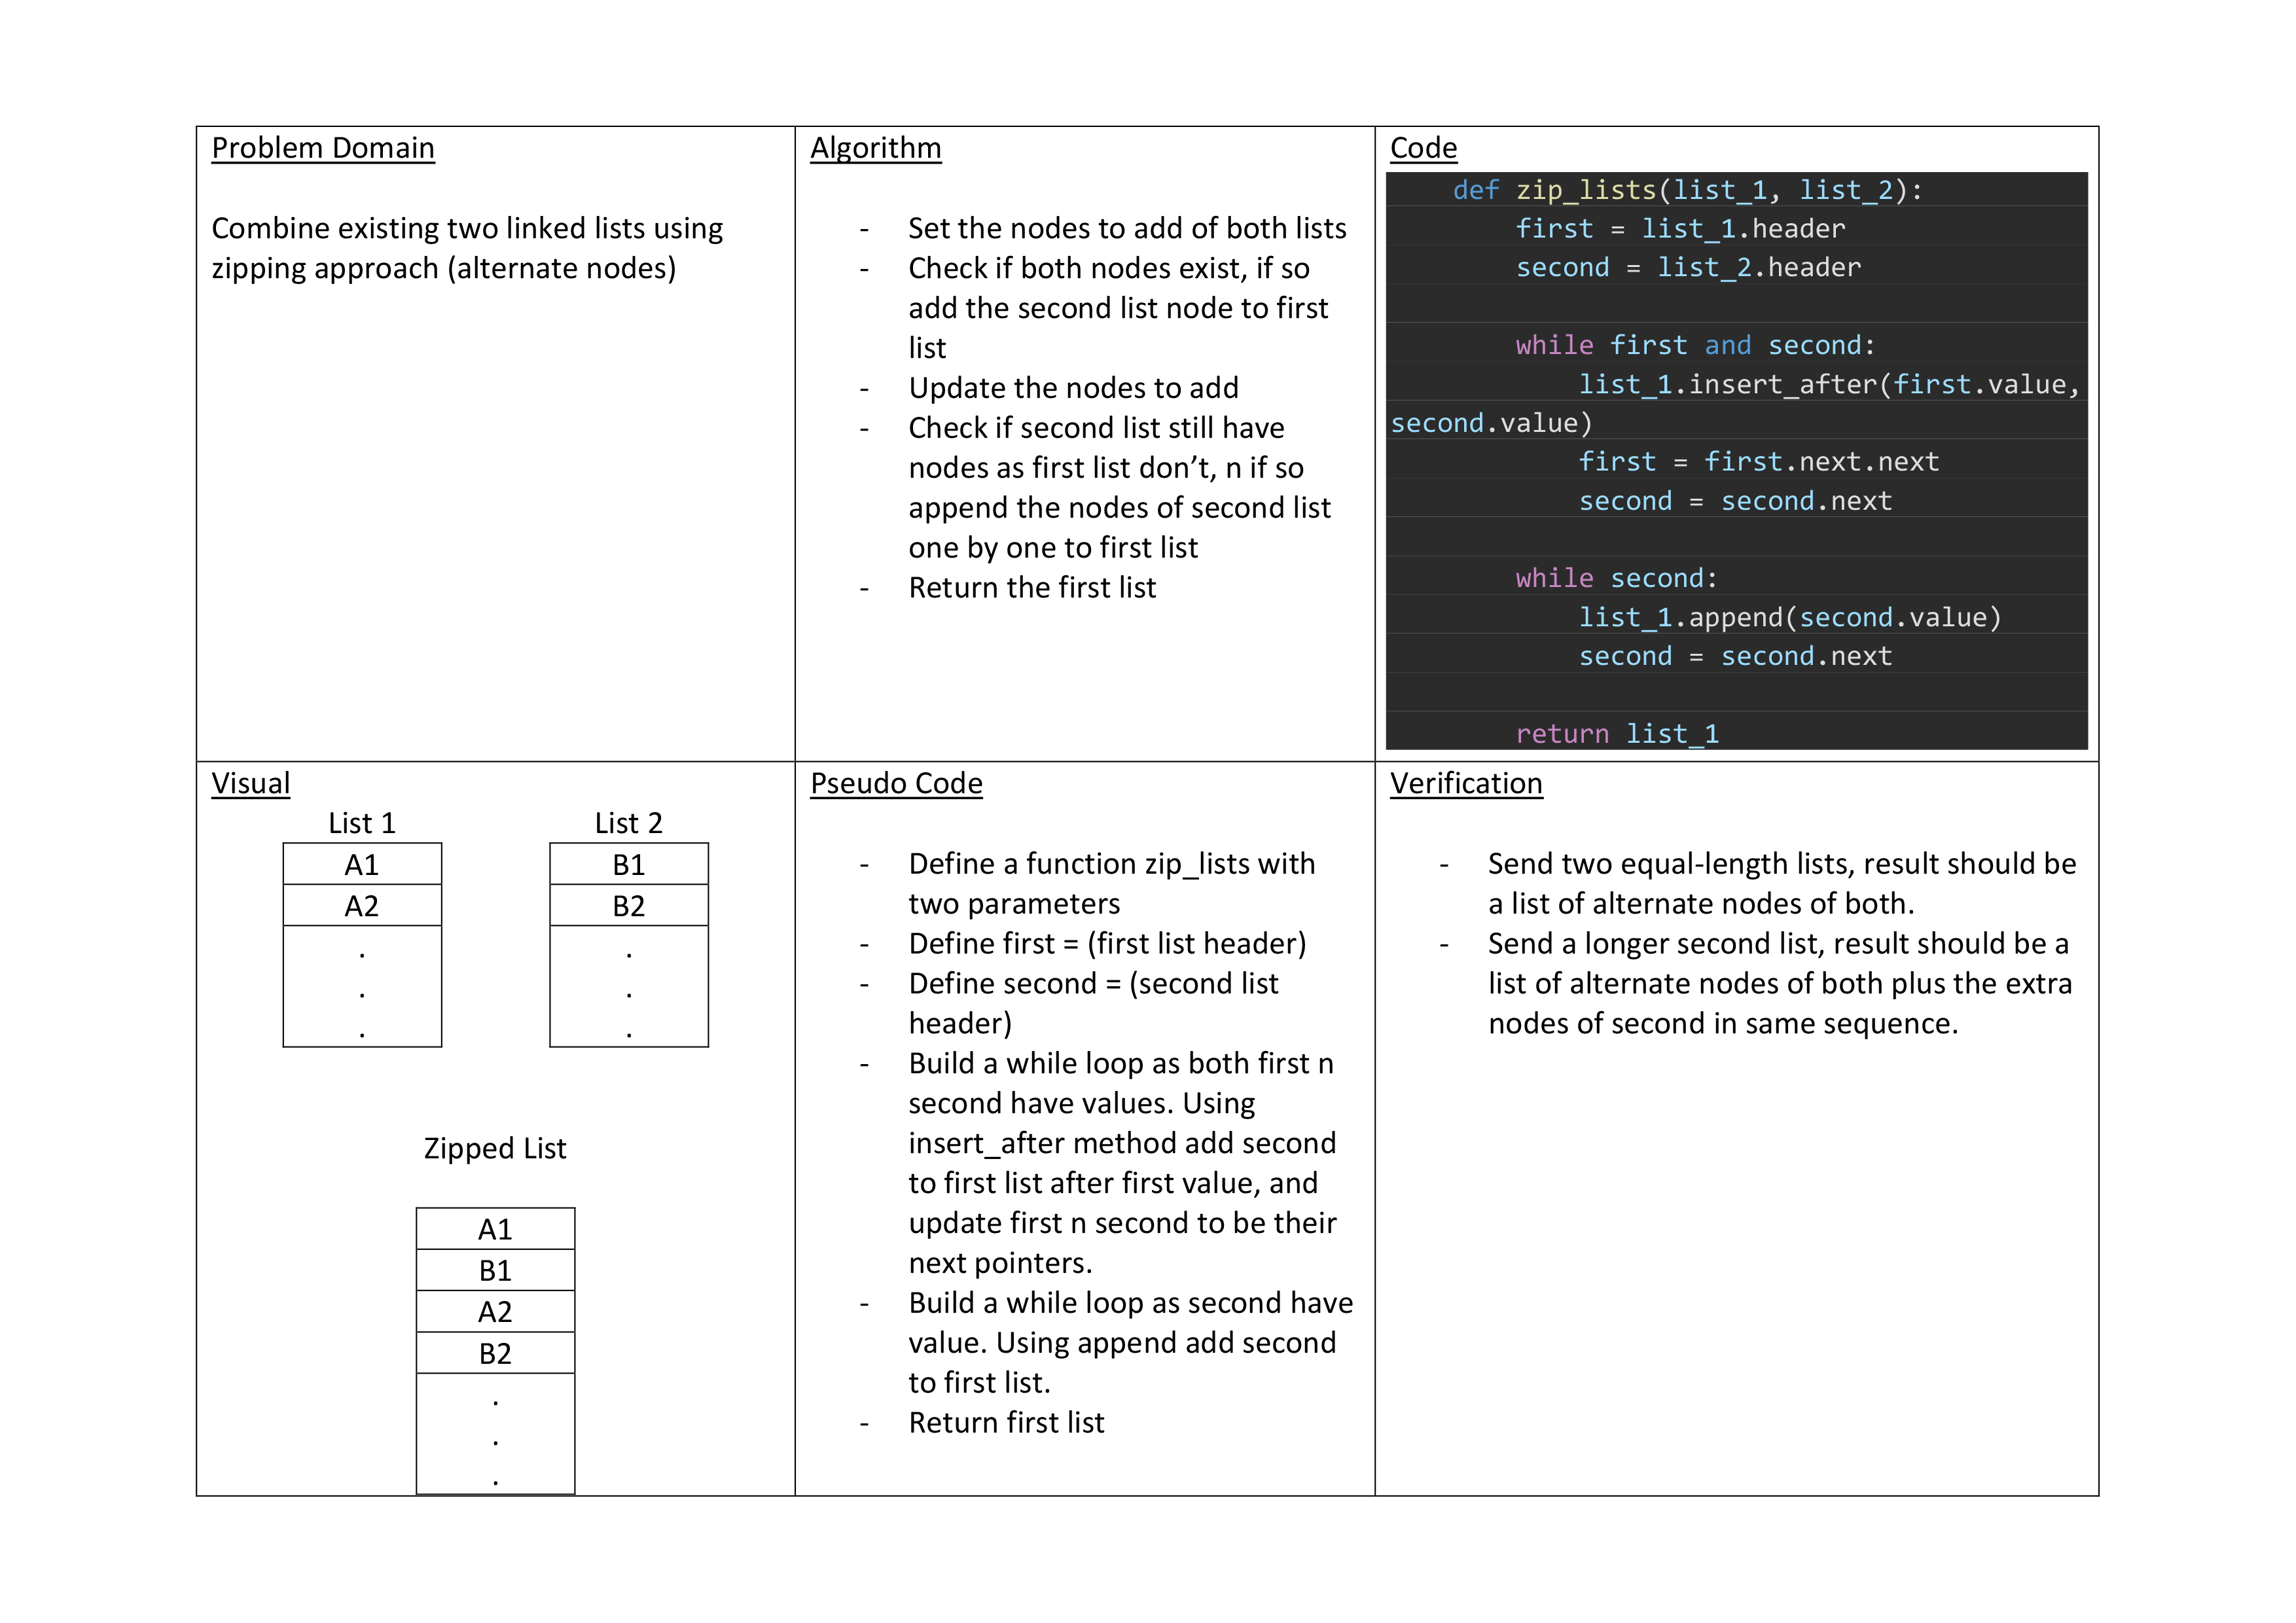 Problem Domain
Combine existing two linked lists using
zipping approach (alternate nodes)
Algorithm
- Set the nodes to add of both lists
- Check if both nodes exist, if so
add the second list node to first
list
- Update the nodes to add
- Check if second list still have
nodes as first list don’t, n if so
append the nodes of second list
one by one to first list
- Return the first list
Code
def zip_lists(list_1, list_2):
first = list_1.header
second = list_2.header
while first and second:
list_1.insert_after(first.value,
second.value)
first = first.next.next
second = second.next
while second:
list_1.append(second.value)
second = second.next
return list_1
Visual
List 1 List 2
A1 B1
A2 B2
. .
. .
. .
Zipped List
A1
B1
A2
B2
.
.
.
Pseudo Code
- Define a function zip_lists with
two parameters
- Define first = (first list header)
- Define second = (second list
header)
- Build a while loop as both first n
second have values. Using
insert_after method add second
to first list after first value, and
update first n second to be their
next pointers.
- Build a while loop as second have
value. Using append add second
to first list.
- Return first list
Verification
- Send two equal-length lists, result should be
a list of alternate nodes of both.
- Send a longer second list, result should be a
list of alternate nodes of both plus the extra
nodes of second in same sequence.